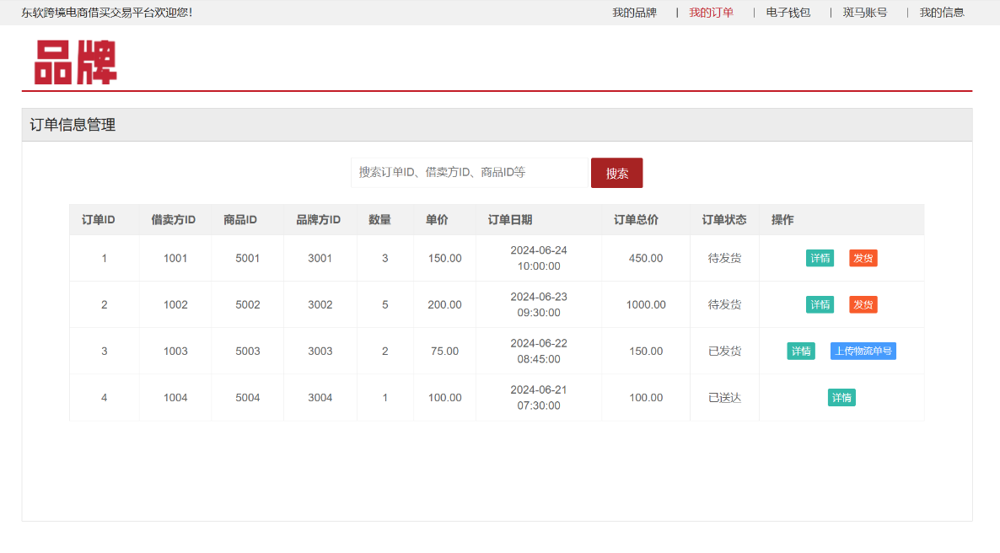 东软跨境电商借买交易平台欢迎您！
我的品牌 | 我的订单 | 电子钱包 | 斑马账号 | 我的信息
品牌
订单信息管理
搜索订单ID、借卖方ID、商品ID等 搜索
订单ID 借卖方ID 商品ID 品牌方ID 数量 单价 订单日期 订单总价 订单状态 操作
1 1001 5001 3001 3 150.00 2024-06-24 10:00:00 450.00 待发货 详情 发货
2 1002 5002 3002 5 200.00 2024-06-23 09:30:00 1000.00 待发货 详情 发货
3 1003 5003 3003 2 75.00 2024-06-22 08:45:00 150.00 已发货 详情 上传物流单号
4 1004 5004 3004 1 100.00 2024-06-21 07:30:00 100.00 已送达 详情